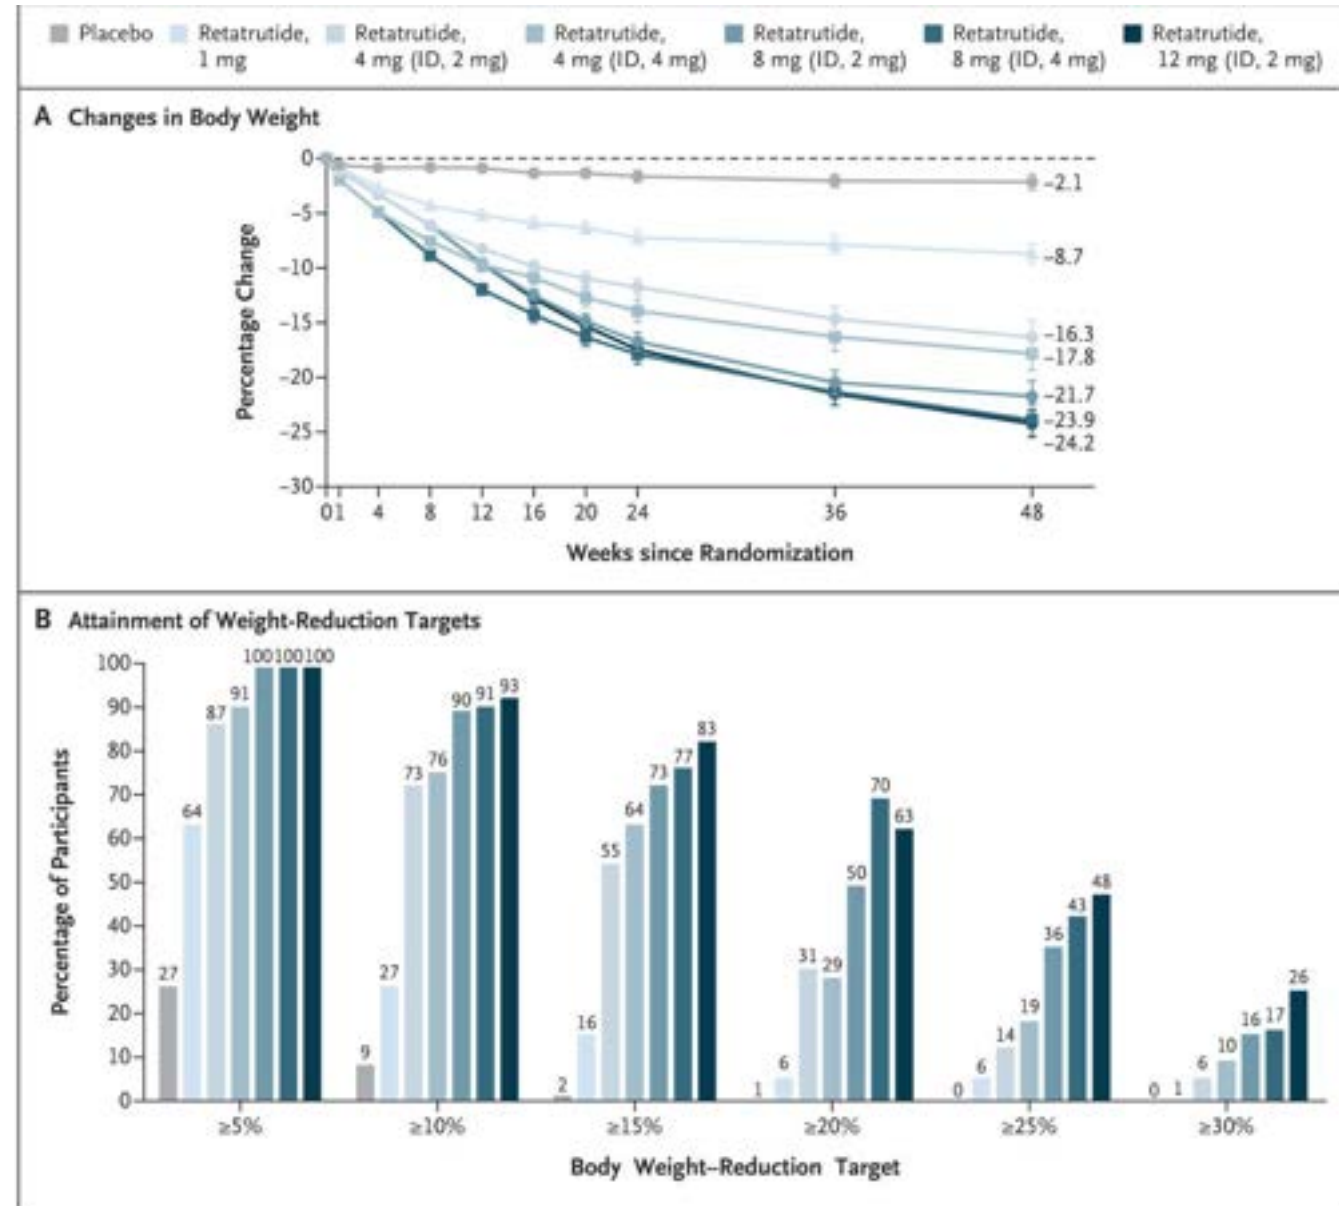 Placebo
Retatrutide,
1 mg
Retatrutide,
4 mg (ID, 2 mg)
Retatrutide,
4 mg (ID, 4 mg)
Retatrutide,
8 mg (ID, 2 mg)
Retatrutide,
8 mg (ID, 4 mg)
Retatrutide,
12 mg (ID, 2 mg)
A Changes in Body Weight
Percentage Change
0
−5
−10
−15
−20
−25
−30
−2.1
−8.7
−16.3
−17.8
−21.7
−23.9
−24.2
0 1 4 8 12 16 20 24 36 48
Weeks since Randomization
B Attainment of Weight-Reduction Targets
Percentage of Participants
100
90
80
70
60
50
40
30
20
10
0
27 64 87 91 100 100 100
9 27 73 76 90 91 93
2 16 55 64 73 77 83
1 6 31 29 50 70 63
0 6 14 19 36 43 48
0 1 6 10 16 17 26
≥5% ≥10% ≥15% ≥20% ≥25% ≥30%
Body Weight–Reduction Target